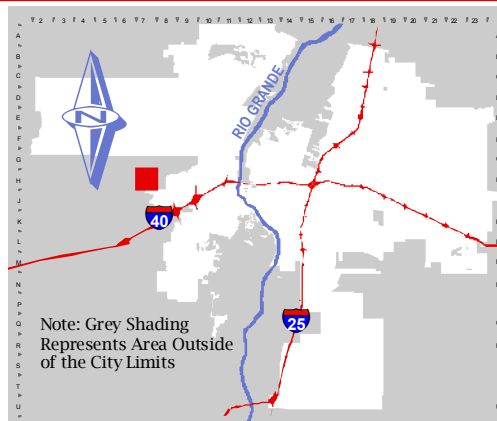 2 3 4 5 6 7 8 9 10 11 12 13 14 15 16 17 18 19 20 21 22 23
A
B
C
D
E
F
G
H
J
K
L
M
N
P
Q
R
S
T
U
N
RIO GRANDE
40
25
Note: Grey Shading
Represents Area Outside
of the City Limits